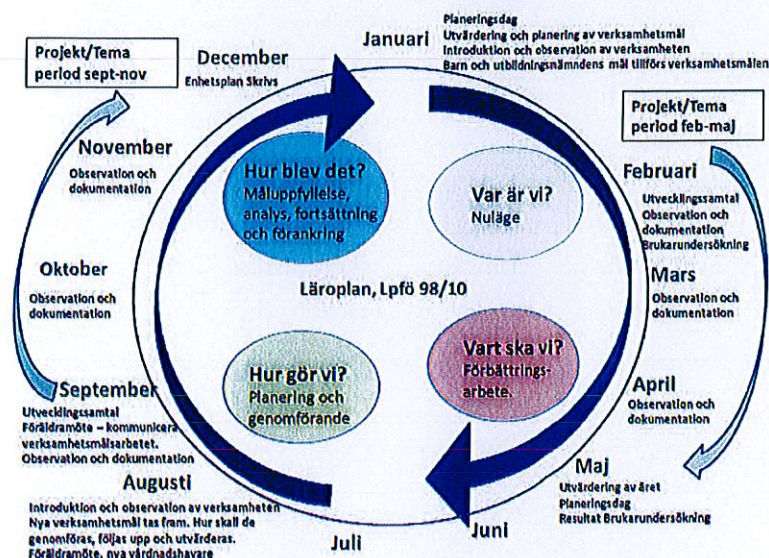 Januari
Planeringsdag
Utvärdering och planering av verksamhetsmål
Introduktion och observation av verksamheten
Barn och utbildningsnämndens mål tillförs verksamhetsmålen
Projekt/Tema
period feb-maj
Februari
Utvecklingssamtal
Observation och
dokumentation
Brukarundersökning
Mars
Observation och
dokumentation
April
Observation och
dokumentation
Maj
Utvärdering av året
Planeringsdag
Resultat Brukarundersökning
Juni
Juli
Augusti
Introduktion och observation av verksamheten
Nya verksamhetsmål tas fram. Hur skall de
genomföras, följas upp och utvärderas.
Föräldramöte, nya vårdnadshavare
September
Utvecklingssamtal
Föräldramöte – kommunicera
verksamhetsmålsarbetet.
Observation och dokumentation
Oktober
Observation och
dokumentation
November
Observation och
dokumentation
Projekt/Tema
period sept-nov
December
Enhetsplan Skrivs
Hur blev det?
Måluppfyllelse,
analys, fortsättning
och förankring
Var är vi?
Nuläge
Läroplan, Lpfö 98/10
Hur gör vi?
Planering och
genomförande
Vart ska vi?
Förbättrings-
arbete.